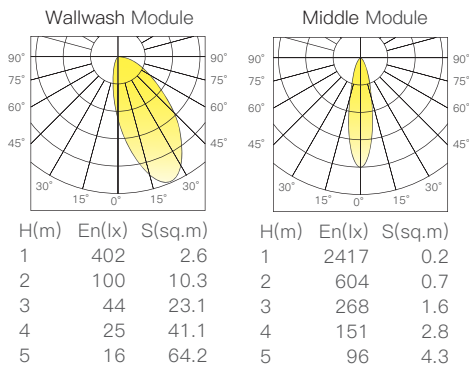 Wallwash Module
90° 90°
75° 75°
60° 60°
45° 45°
30° 30°
15° 0° 15°
H(m) En(lx) S(sq.m)
1 402 2.6
2 100 10.3
3 44 23.1
4 25 41.1
5 16 64.2
Middle Module
90° 90°
75° 75°
60° 60°
45° 45°
30° 30°
15° 0° 15°
H(m) En(lx) S(sq.m)
1 2417 0.2
2 604 0.7
3 268 1.6
4 151 2.8
5 96 4.3